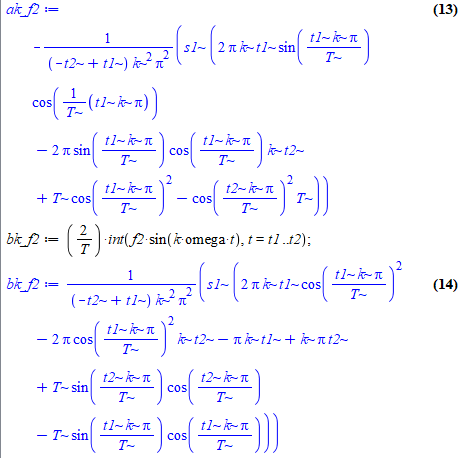 ak_f2 :=
(13)
- 1/((-t2~ + t1~) k~² π²) (s1~ (2 π k~ t1~ sin(t1~ k~ π/T~)
cos(1/T~ (t1~ k~ π))
- 2 π sin(t1~ k~ π/T~) cos(t1~ k~ π/T~) k~ t2~
+ T~ cos(t1~ k~ π/T~)² - cos(t2~ k~ π/T~)² T~))
bk_f2 := (2/T)·int(f2·sin(k·omega·t), t = t1 ..t2);
bk_f2 := 1/((-t2~ + t1~) k~² π²) (s1~ (2 π k~ t1~ cos(t1~ k~ π/T~)²
(14)
- 2 π cos(t1~ k~ π/T~)² k~ t2~ - π k~ t1~ + k~ π t2~
+ T~ sin(t2~ k~ π/T~) cos(t2~ k~ π/T~)
- T~ sin(t1~ k~ π/T~) cos(t1~ k~ π/T~)))